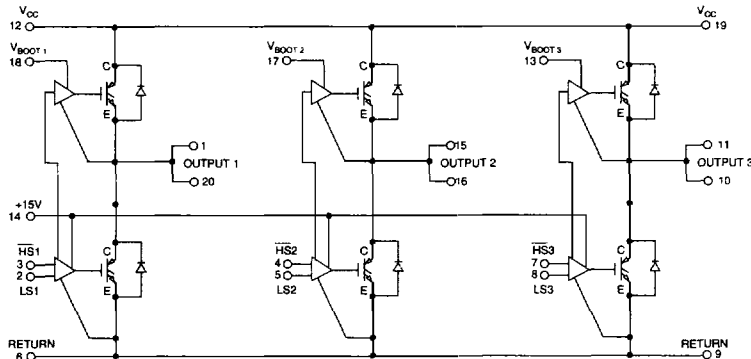 Vcc
12
Vcc
19
VBOOT 1
18
VBOOT 2
17
VBOOT 3
13
C
E
C
E
C
E
1
OUTPUT 1
20
15
OUTPUT 2
16
11
OUTPUT 3
10
+15V
14
HS1
3
2
LS1
C
E
HS2
4
5
LS2
C
E
HS3
7
8
LS3
C
E
RETURN
6
RETURN
9